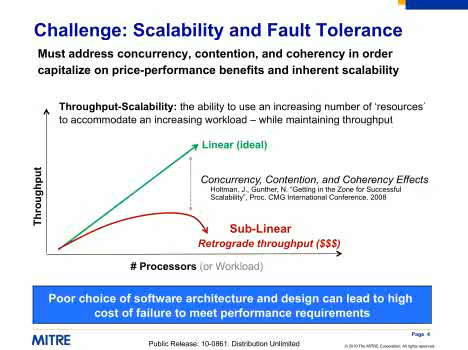 Challenge: Scalability and Fault Tolerance
Must address concurrency, contention, and coherency in order
capitalize on price-performance benefits and inherent scalability
Throughput-Scalability: the ability to use an increasing number of ‘resources´
to accommodate an increasing workload – while maintaining throughput
Linear (ideal)
Concurrency, Contention, and Coherency Effects
Holtman, J., Gunther, N. “Getting in the Zone for Successful
Scalability”, Proc. CMG International Conference. 2008
Throughput
Sub-Linear
Retrograde throughput ($$$)
# Processors (or Workload)
Poor choice of software architecture and design can lead to high
cost of failure to meet performance requirements
Page 4
MITRE
Public Release: 10-0861. Distribution Unlimited
© 2010 The MITRE Corporation. All rights reserved.